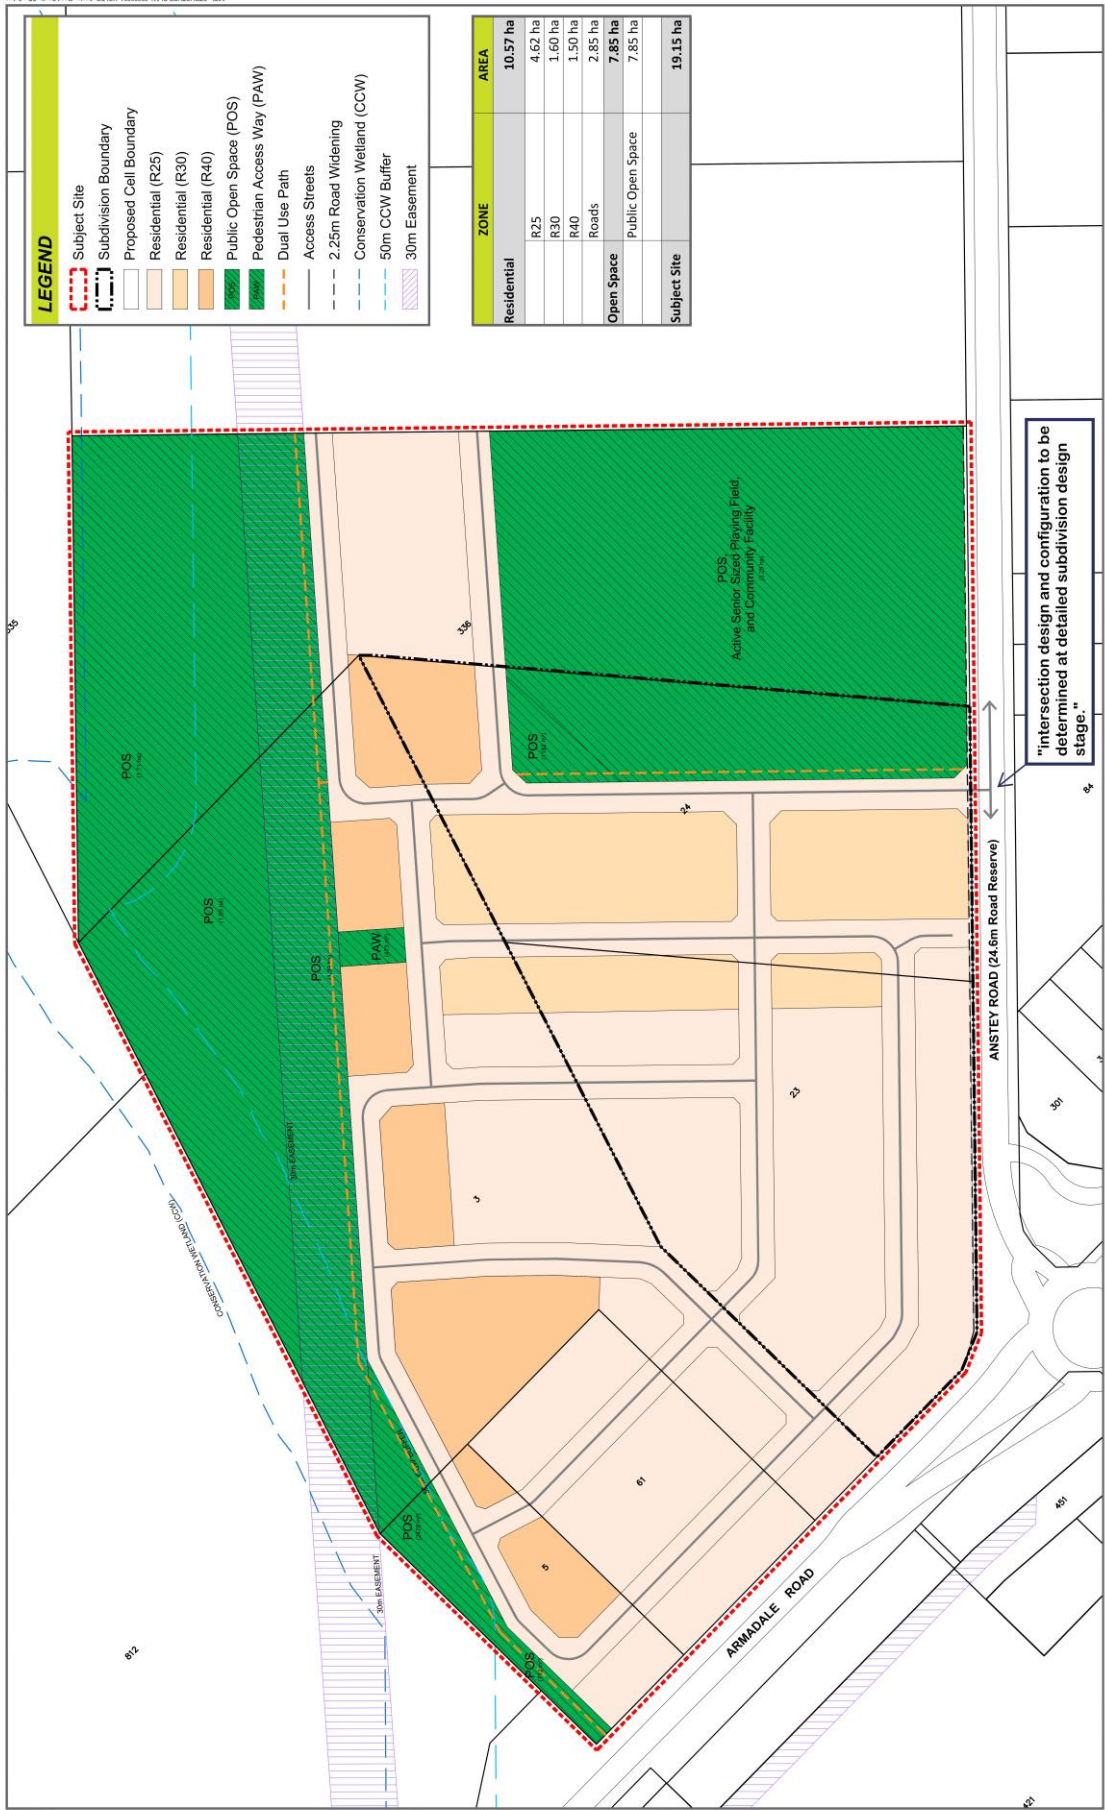 LEGEND
Subject Site
Subdivision Boundary
Proposed Cell Boundary
Residential (R25)
Residential (R30)
Residential (R40)
POS Public Open Space (POS)
PAW Pedestrian Access Way (PAW)
Dual Use Path
Access Streets
2.25m Road Widening
Conservation Wetland (CCW)
50m CCW Buffer
30m Easement
ZONE AREA
Residential 10.57 ha
R25 4.62 ha
R30 1.60 ha
R40 1.50 ha
Roads 2.85 ha
Open Space 7.85 ha
Public Open Space 7.85 ha
Subject Site 19.15 ha
812
CONSERVATION WETLAND (CCW)
30m EASEMENT
30m EASEMENT
POS
POS
POS
POS
POS
PAW
POS
336
POS,
Active Senior Sized Playing Field,
and Community Facility
3
5
61
23
24
ARMADALE ROAD
ANSTEY ROAD (24.6m Road Reserve)
"intersection design and configuration to be
determined at detailed subdivision design
stage."
451
301
84